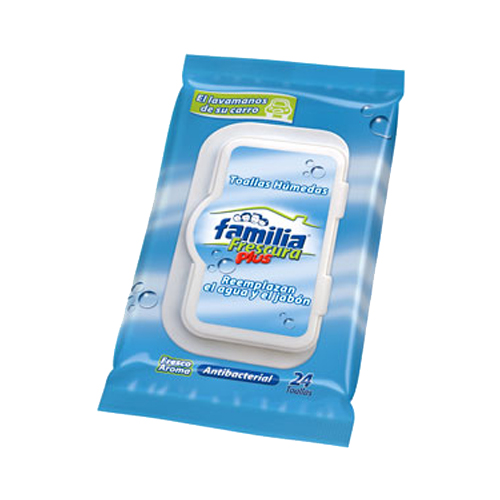 El lavamanos
de su carro
Toallas Húmedas
familia
Frescura
Plus
Reemplazan
el agua y el jabón
Fresco
Aroma
Antibacterial
24
Toallas